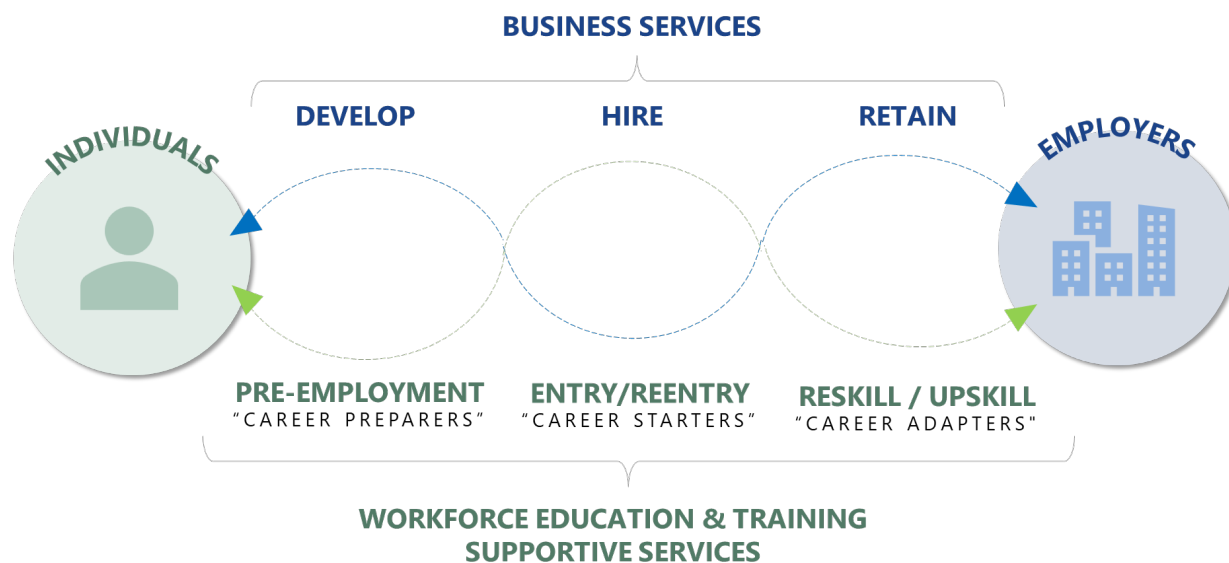 BUSINESS SERVICES
DEVELOP
HIRE
RETAIN
INDIVIDUALS
EMPLOYERS
PRE-EMPLOYMENT
“CAREER PREPARERS”
ENTRY/REENTRY
“CAREER STARTERS”
RESKILL / UPSKILL
“CAREER ADAPTERS"
WORKFORCE EDUCATION & TRAINING
SUPPORTIVE SERVICES